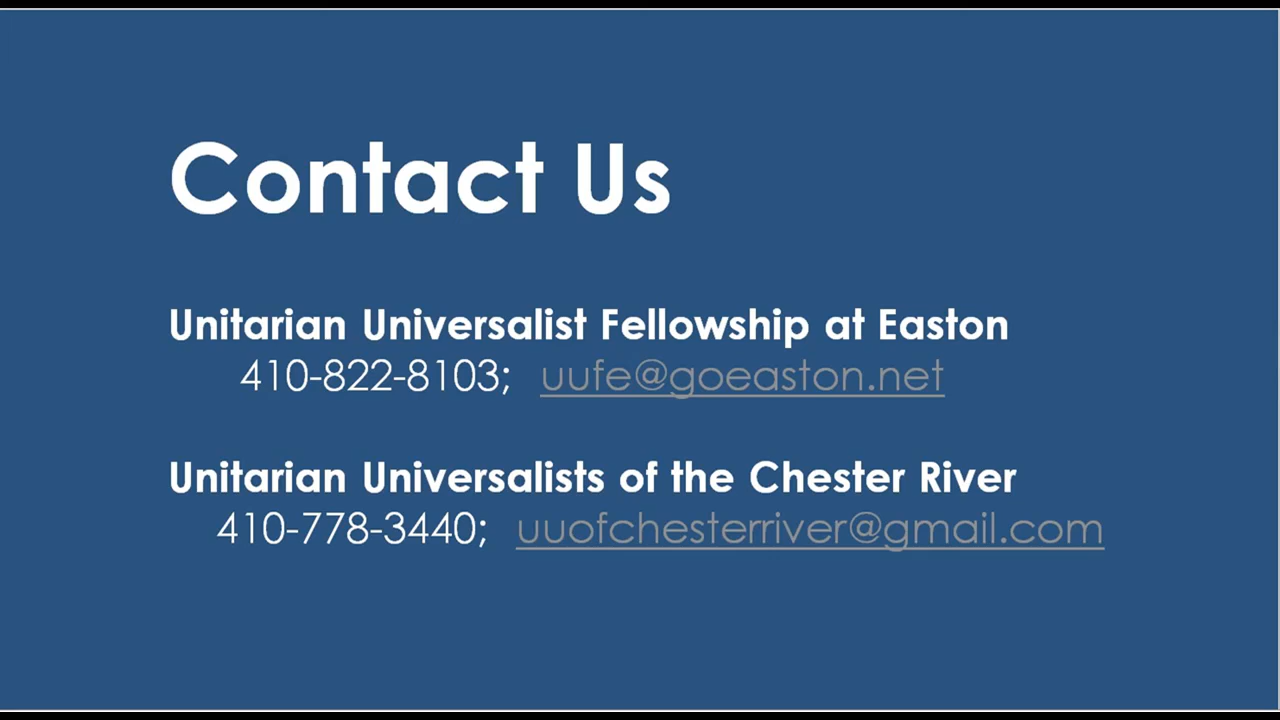 Contact Us
Unitarian Universalist Fellowship at Easton
410-822-8103; uufe@goeaston.net
Unitarian Universalists of the Chester River
410-778-3440; uuofchesterriver@gmail.com